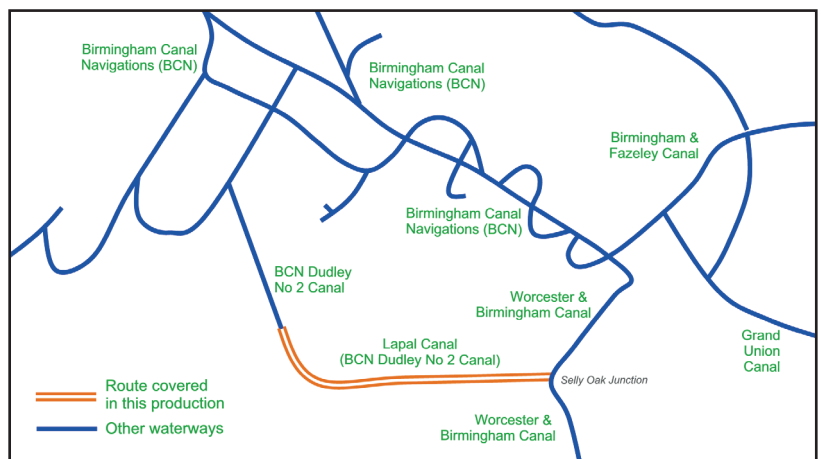 Birmingham Canal
Navigations (BCN)
Birmingham Canal
Navigations (BCN)
Birmingham &
Fazeley Canal
Birmingham Canal
Navigations (BCN)
BCN Dudley
No 2 Canal
Worcester &
Birmingham Canal
Grand
Union
Canal
Lapal Canal
(BCN Dudley No 2 Canal)
Selly Oak Junction
Route covered
in this production
Other waterways
Worcester &
Birmingham Canal